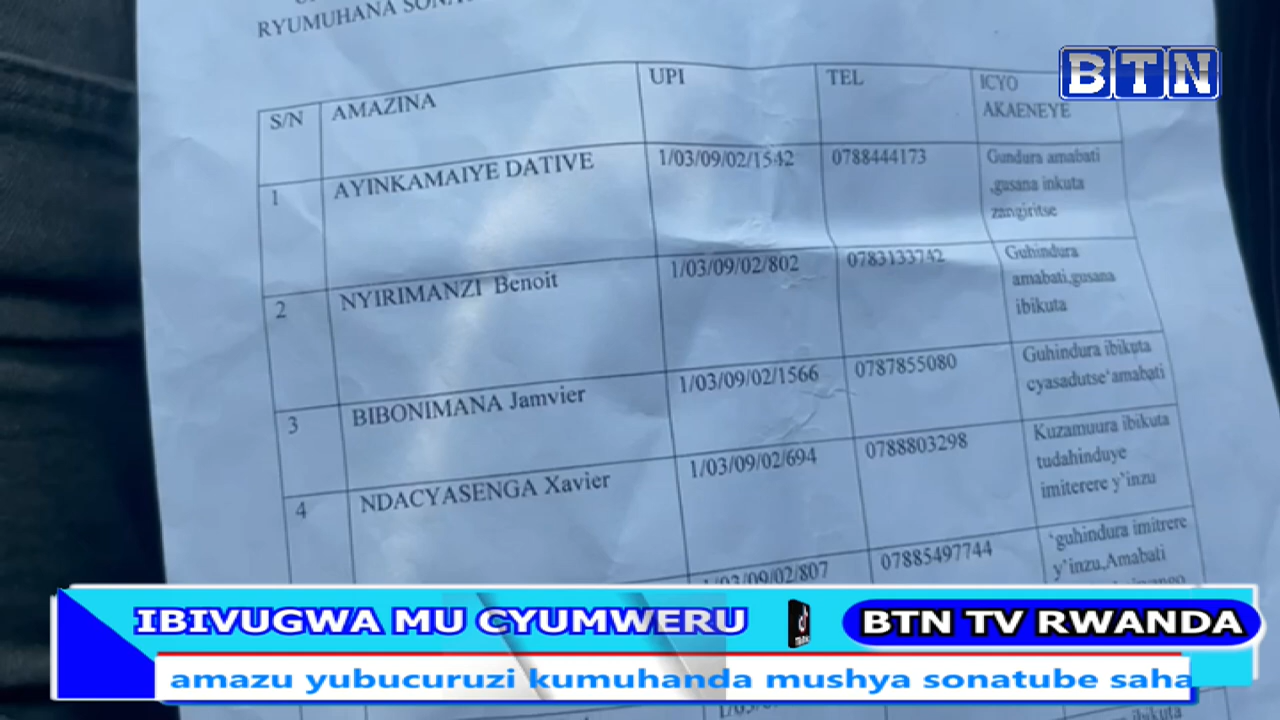 RYUMUHANA
BTN
S/N AMAZINA UPI TEL ICYO AKAENEYE
1 AYINKAMAIYE DATIVE 1/03/09/02/1542 0788444173 Gundura amabati
,gusana inkuta
zangiritse
2 NYIRIMANZI Benoit 1/03/09/02/802 0783133742 Guhindura
amabati,gusana
ibikuta
3 BIBONIMANA Jamvier 1/03/09/02/1566 0787855080 Guhindura ibikuta
cyasadutse‘amabati
4 NDACYASENGA Xavier 1/03/09/02/694 0788803298 Kuzamuura ibikuta
tudahinduye
imiterere y’inzu
1/03/09/02/807 07885497744 ‘guhindura imitrere
y’inzu,Amabati
IBIVUGWA MU CYUMWERU BTN TV RWANDA
amazu yubucuruzi kumuhanda mushya sonatube saha
ibikuta